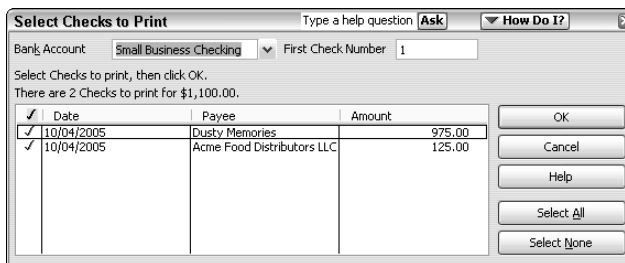 Select Checks to Print Type a help question Ask How Do I?
Bank Account Small Business Checking First Check Number 1
Select Checks to print, then click OK.
There are 2 Checks to print for $1,100.00.
✓ Date Payee Amount
✓ 10/04/2005 Dusty Memories 975.00
✓ 10/04/2005 Acme Food Distributors LLC 125.00
OK
Cancel
Help
Select All
Select None